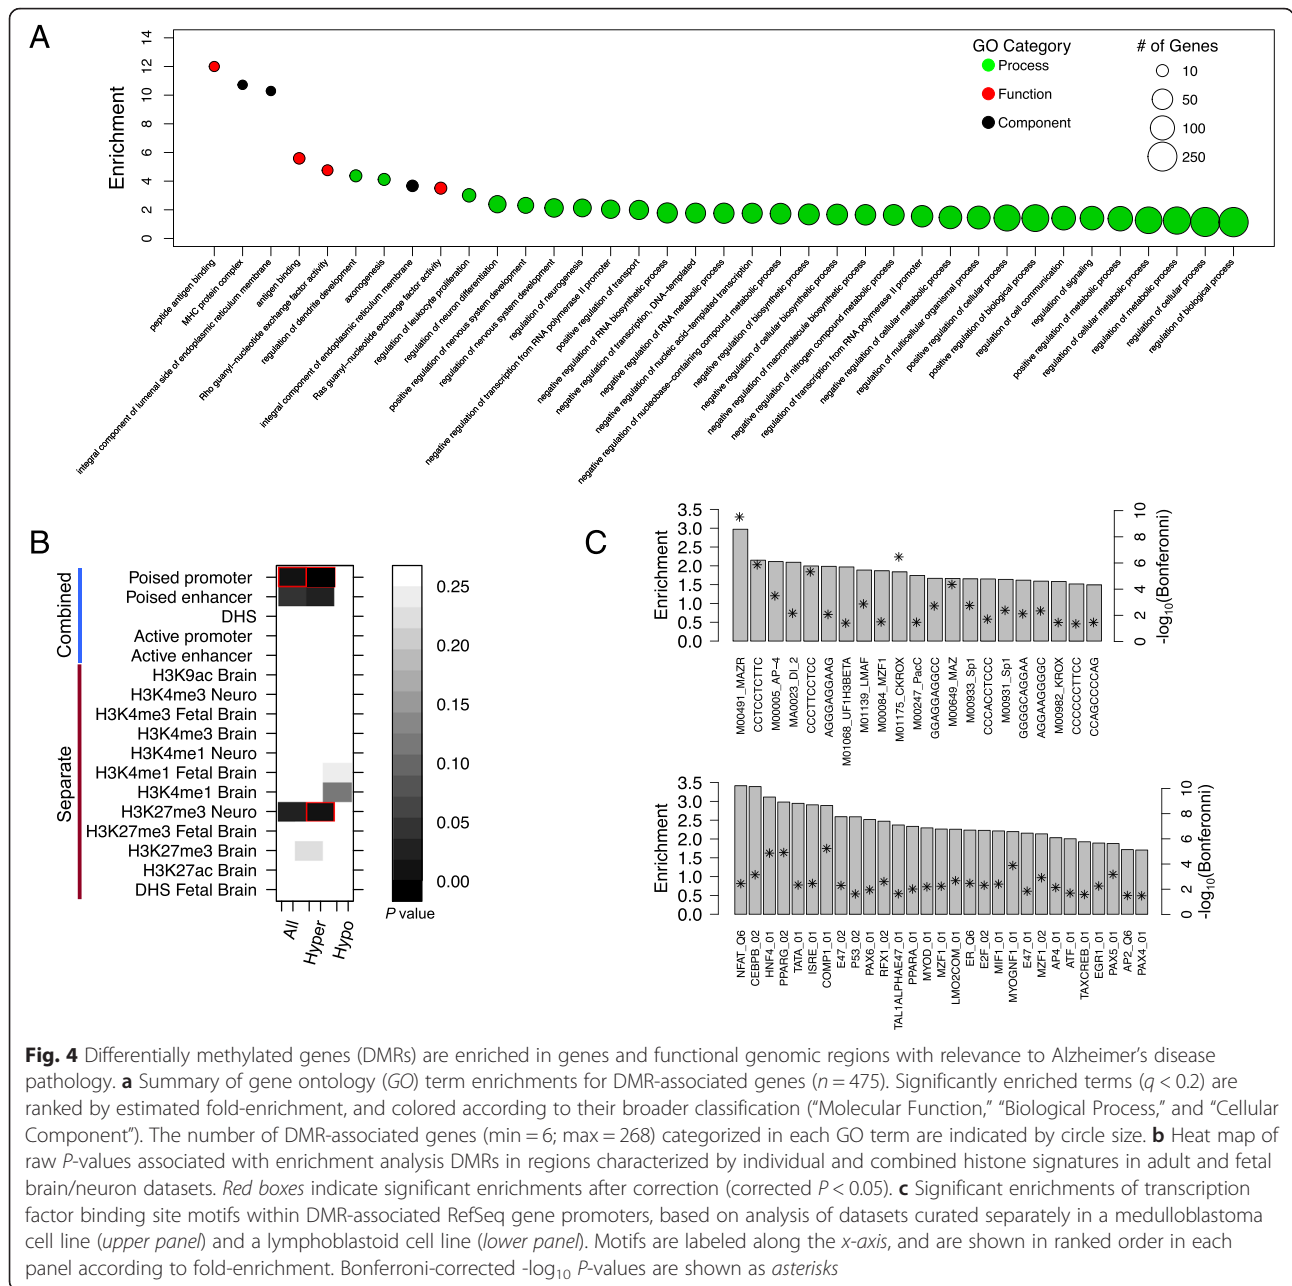 A
Enrichment
14
12
10
8
6
4
2
0
GO Category
Process
Function
Component
# of Genes
10
50
100
250
peptide antigen binding
MHC protein complex
integral component of lumenal side of endoplasmic reticulum membrane
antigen binding
Rho guanyl−nucleotide exchange factor activity
regulation of dendrite development
axonogenesis
integral component of endoplasmic reticulum membrane
Ras guanyl−nucleotide exchange factor activity
regulation of leukocyte proliferation
regulation of neuron differentiation
positive regulation of nervous system development
regulation of nervous system development
regulation of neurogenesis
negative regulation of transcription from RNA polymerase II promoter
positive regulation of transport
negative regulation of RNA biosynthetic process
negative regulation of transcription, DNA−templated
negative regulation of RNA metabolic process
negative regulation of nucleic acid−templated transcription
negative regulation of nucleobase−containing compound metabolic process
negative regulation of biosynthetic process
negative regulation of cellular biosynthetic process
negative regulation of macromolecule biosynthetic process
negative regulation of nitrogen compound metabolic process
regulation of transcription from RNA polymerase II promoter
negative regulation of cellular metabolic process
regulation of multicellular organismal process
positive regulation of cellular process
positive regulation of biological process
regulation of cell communication
regulation of signaling
positive regulation of metabolic process
regulation of cellular metabolic process
regulation of metabolic process
regulation of cellular process
regulation of biological process
B
Combined
Separate
Poised promoter
Poised enhancer
DHS
Active promoter
Active enhancer
H3K9ac Brain
H3K4me3 Neuro
H3K4me3 Fetal Brain
H3K4me3 Brain
H3K4me1 Neuro
H3K4me1 Fetal Brain
H3K4me1 Brain
H3K27me3 Neuro
H3K27me3 Fetal Brain
H3K27me3 Brain
H3K27ac Brain
DHS Fetal Brain
All
Hyper
Hypo
0.25
0.20
0.15
0.10
0.05
0.00
P value
C
Enrichment
3.5
3.0
2.5
2.0
1.5
1.0
0.5
0.0
10
8
6
4
2
0
-log10(Bonferonni)
M00491_MAZR
CCTCCTCTTC
M00005_AP-4
MA0023_Dl_2
CCCTTCCTCC
AGGGAGGAAG
M01068_UF1H3BETA
M01139_LMAF
M00084_MZF1
M01175_CKROX
M00247_PacC
GGAGGAGGCC
M00649_MAZ
M00933_Sp1
CCCACCTCCC
M00931_Sp1
GGGGCAGGAA
AGGAAGGGGC
M00982_KROX
CCCCCCTTCC
CCAGCCCCAG
Enrichment
3.5
3.0
2.5
2.0
1.5
1.0
0.5
0.0
10
8
6
4
2
0
-log10(Bonferonni)
NFAT_Q6
CEBPB_02
HNF4_01
PPARG_02
TATA_01
ISRE_01
COMP1_01
E47_02
P53_02
PAX6_01
RFX1_02
TAL1ALPHAE47_01
PPARA_01
MYOD_01
MZF1_01
LMO2COM_01
ER_Q6
E2F_02
MIF1_01
MYOGNF1_01
E47_01
MZF1_02
AP4_01
ATF_01
TAXCREB_01
EGR1_01
PAX5_01
AP2_Q6
PAX4_01
Fig. 4 Differentially methylated genes (DMRs) are enriched in genes and functional genomic regions with relevance to Alzheimer's disease
pathology. a Summary of gene ontology (GO) term enrichments for DMR-associated genes (n = 475). Significantly enriched terms (q < 0.2) are
ranked by estimated fold-enrichment, and colored according to their broader classification ("Molecular Function," "Biological Process," and "Cellular
Component"). The number of DMR-associated genes (min = 6; max = 268) categorized in each GO term are indicated by circle size. b Heat map of
raw P-values associated with enrichment analysis DMRs in regions characterized by individual and combined histone signatures in adult and fetal
brain/neuron datasets. Red boxes indicate significant enrichments after correction (corrected P < 0.05). c Significant enrichments of transcription
factor binding site motifs within DMR-associated RefSeq gene promoters, based on analysis of datasets curated separately in a medulloblastoma
cell line (upper panel) and a lymphoblastoid cell line (lower panel). Motifs are labeled along the x-axis, and are shown in ranked order in each
panel according to fold-enrichment. Bonferroni-corrected -log10 P-values are shown as asterisks